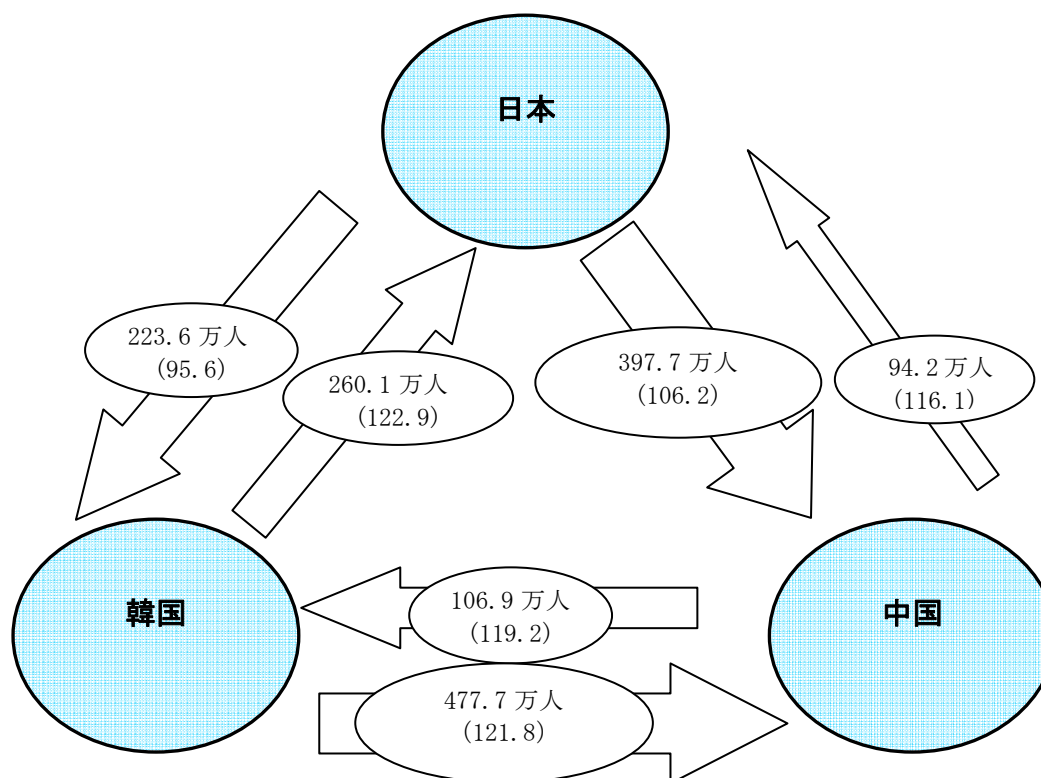 日本
223.6 万人
(95.6)
260.1 万人
(122.9)
397.7 万人
(106.2)
94.2 万人
(116.1)
韓国
106.9 万人
(119.2)
中国
477.7 万人
(121.8)